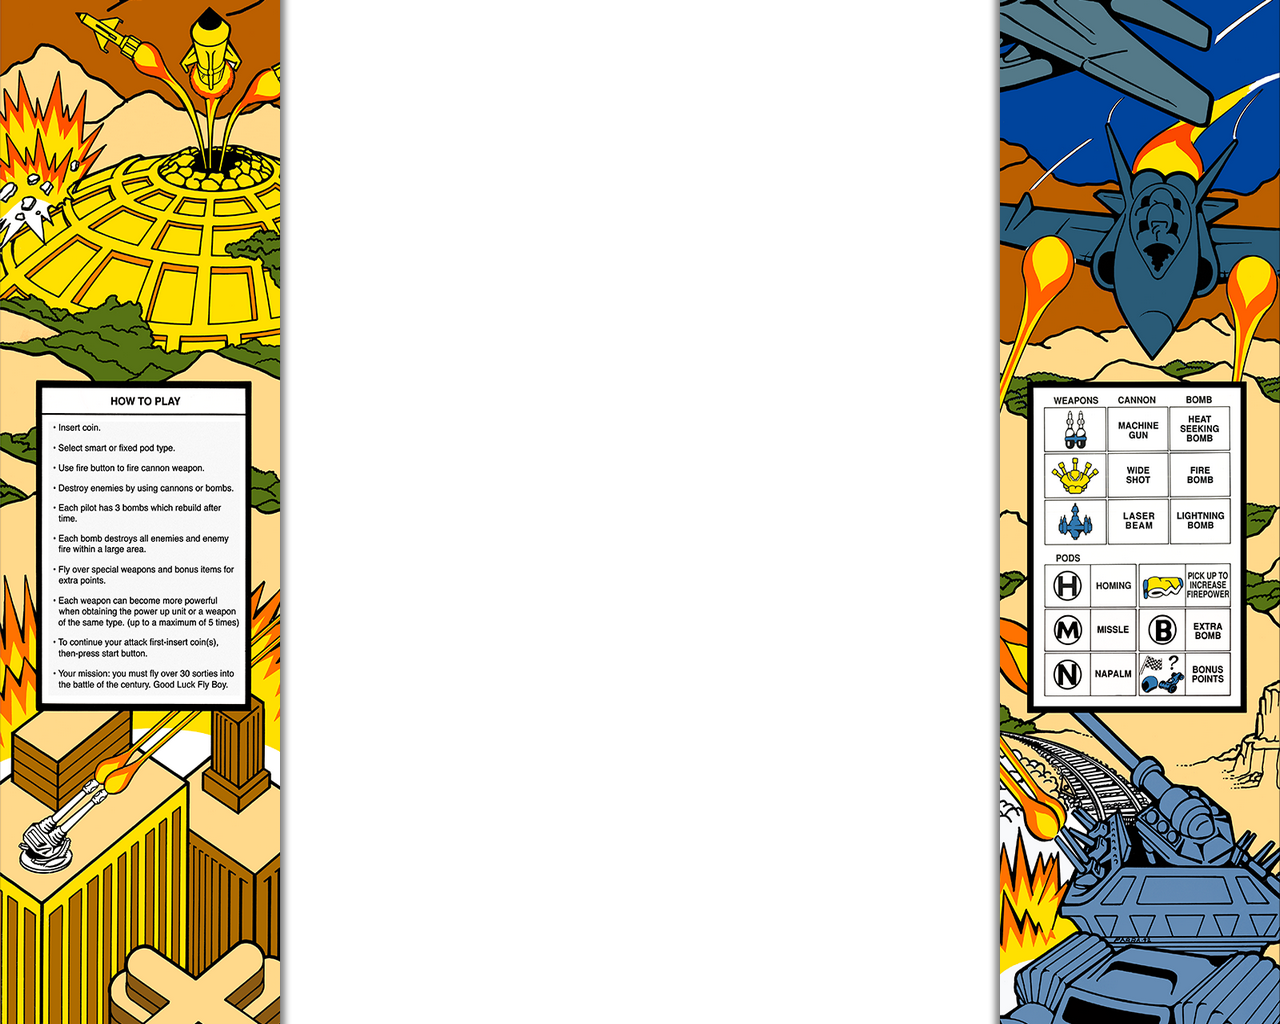 HOW TO PLAY
• Insert coin.
• Select smart or fixed pod type.
• Use fire button to fire cannon weapon.
• Destroy enemies by using cannons or bombs.
• Each pilot has 3 bombs which rebuild after
time.
• Each bomb destroys all enemies and enemy
fire within a large area.
• Fly over special weapons and bonus items for
extra points.
• Each weapon can become more powerful
when obtaining the power up unit or a weapon
of the same type. (up to a maximum of 5 times)
• To continue your attack first-insert coin(s),
then-press start button.
• Your mission: you must fly over 30 sorties into
the battle of the century. Good Luck Fly Boy.
WEAPONS CANNON BOMB
MACHINE
GUN
HEAT
SEEKING
BOMB
WIDE
SHOT
FIRE
BOMB
LASER
BEAM
LIGHTNING
BOMB
PODS
H HOMING
PICK UP TO
INCREASE
FIREPOWER
M MISSLE
B EXTRA
BOMB
N NAPALM
? BONUS
POINTS